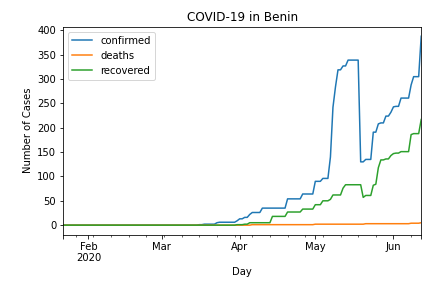 COVID-19 in Benin
confirmed
deaths
recovered
Number of Cases
400
350
300
250
200
150
100
50
0
Feb
2020
Mar
Apr
May
Jun
Day